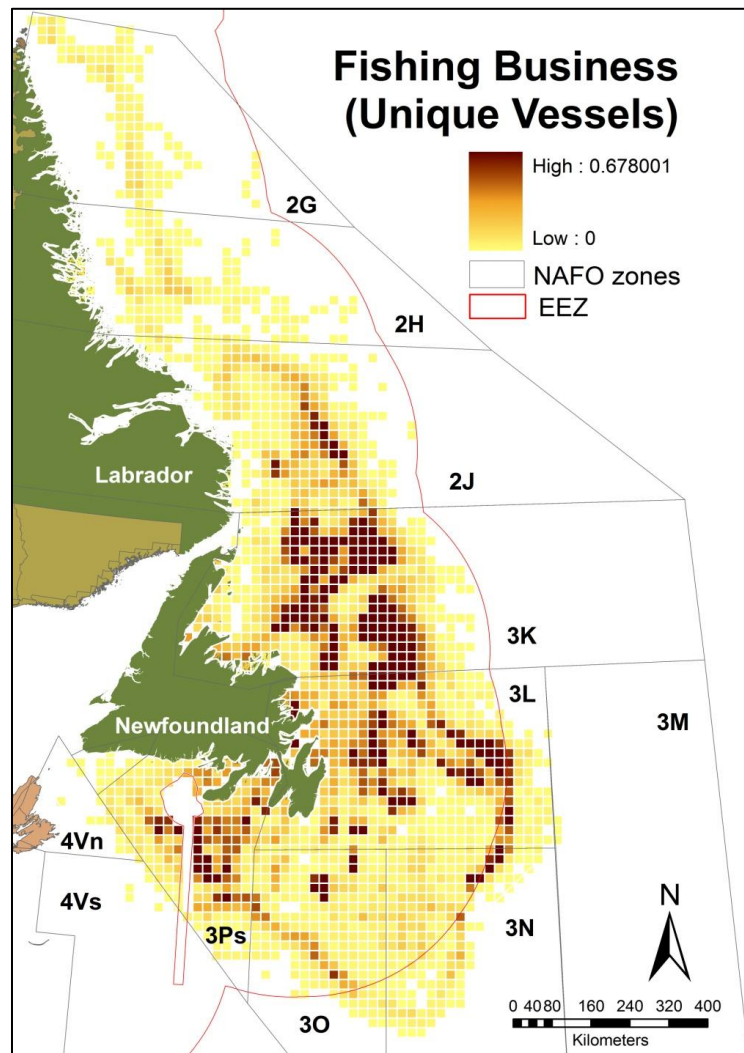 Fishing Business
(Unique Vessels)
High : 0.678001
Low : 0
NAFO zones
EEZ
2G
2H
Labrador
2J
3K
3L
3M
Newfoundland
4Vn
4Vs
3Ps
3N
3O
N
0 40 80 160 240 320 400
Kilometers